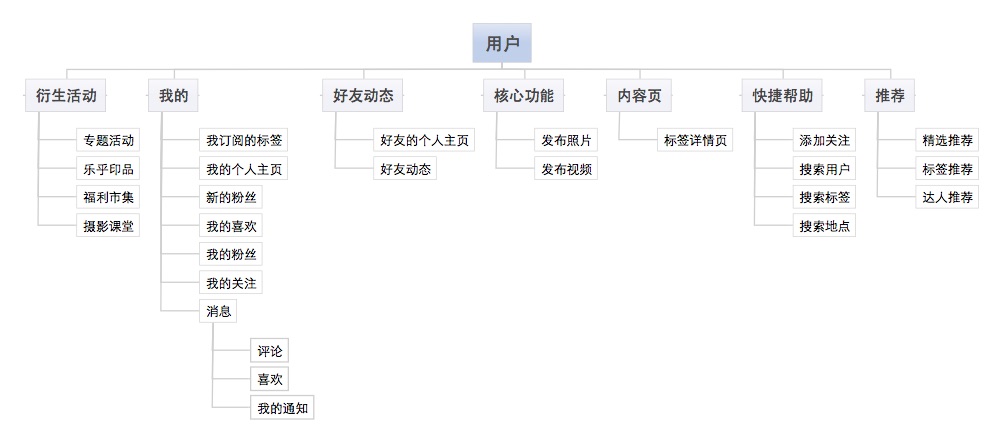 用户
衍生活动
我的
好友动态
核心功能
内容页
快捷帮助
推荐
专题活动
乐乎印品
福利市集
摄影课堂
我订阅的标签
我的个人主页
新的粉丝
我的喜欢
我的粉丝
我的关注
消息
评论
喜欢
我的通知
好友的个人主页
好友动态
发布照片
发布视频
标签详情页
添加关注
搜索用户
搜索标签
搜索地点
精选推荐
标签推荐
达人推荐